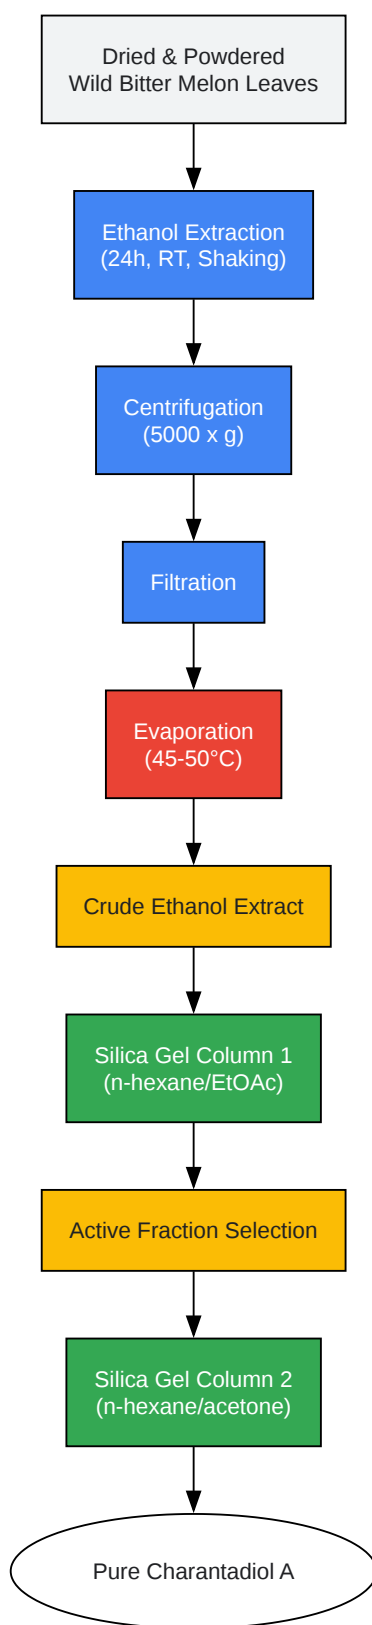 Dried & Powdered
Wild Bitter Melon Leaves
Ethanol Extraction
(24h, RT, Shaking)
Centrifugation
(5000 x g)
Filtration
Evaporation
(45-50°C)
Crude Ethanol Extract
Silica Gel Column 1
(n-hexane/EtOAc)
Active Fraction Selection
Silica Gel Column 2
(n-hexane/acetone)
Pure Charantadiol A